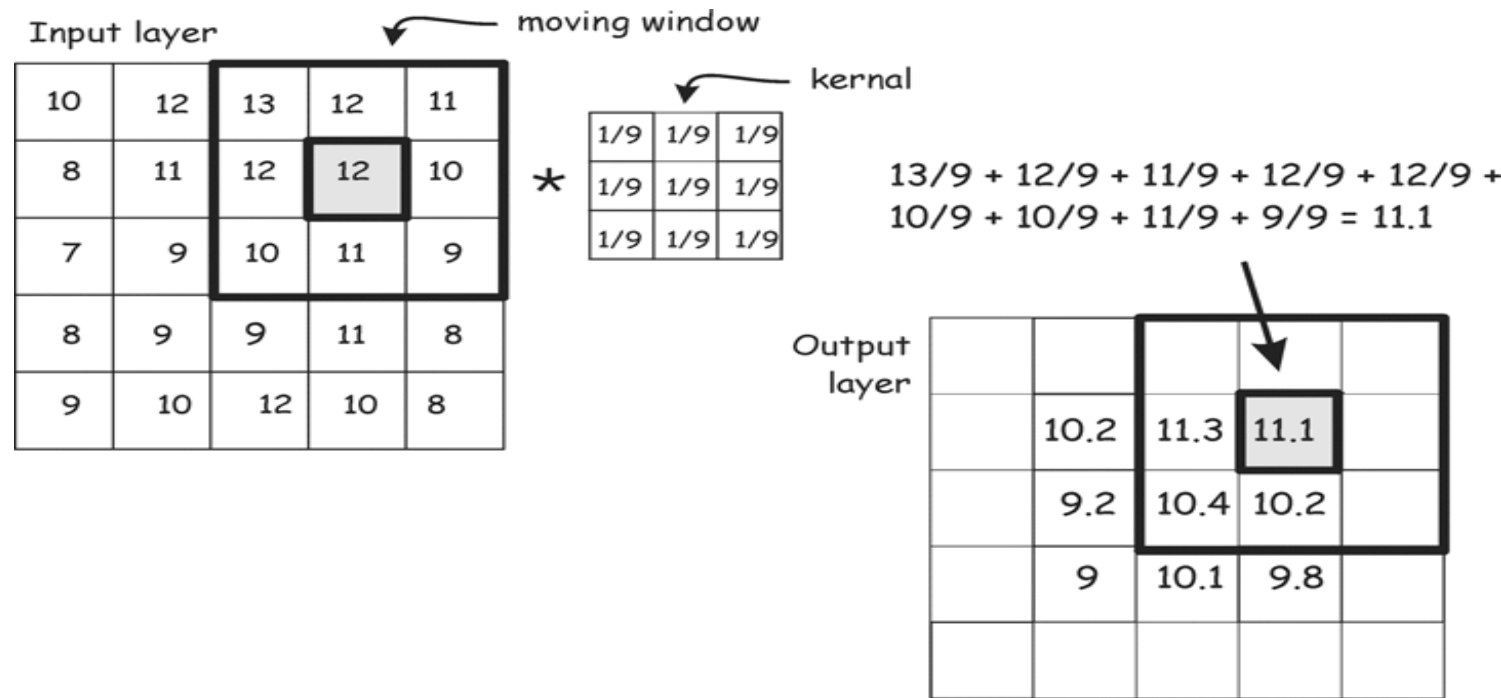 Input layer
moving window
kernal
10 12 13 12 11
8 11 12 12 10
7 9 10 11 9
8 9 9 11 8
9 10 12 10 8
*
1/9 1/9 1/9
1/9 1/9 1/9
1/9 1/9 1/9
13/9 + 12/9 + 11/9 + 12/9 + 12/9 +
10/9 + 10/9 + 11/9 + 9/9 = 11.1
Output
layer
10.2 11.3 11.1
9.2 10.4 10.2
9 10.1 9.8